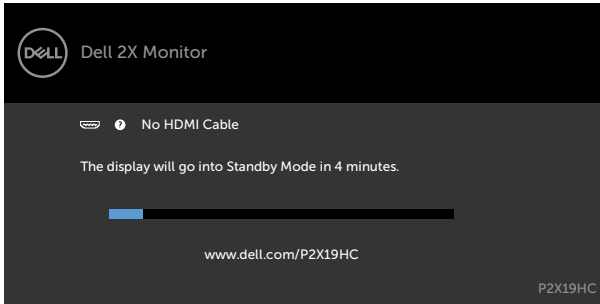 DELL
Dell 2X Monitor
? No HDMI Cable
The display will go into Standby Mode in 4 minutes.
www.dell.com/P2X19HC
P2X19HC